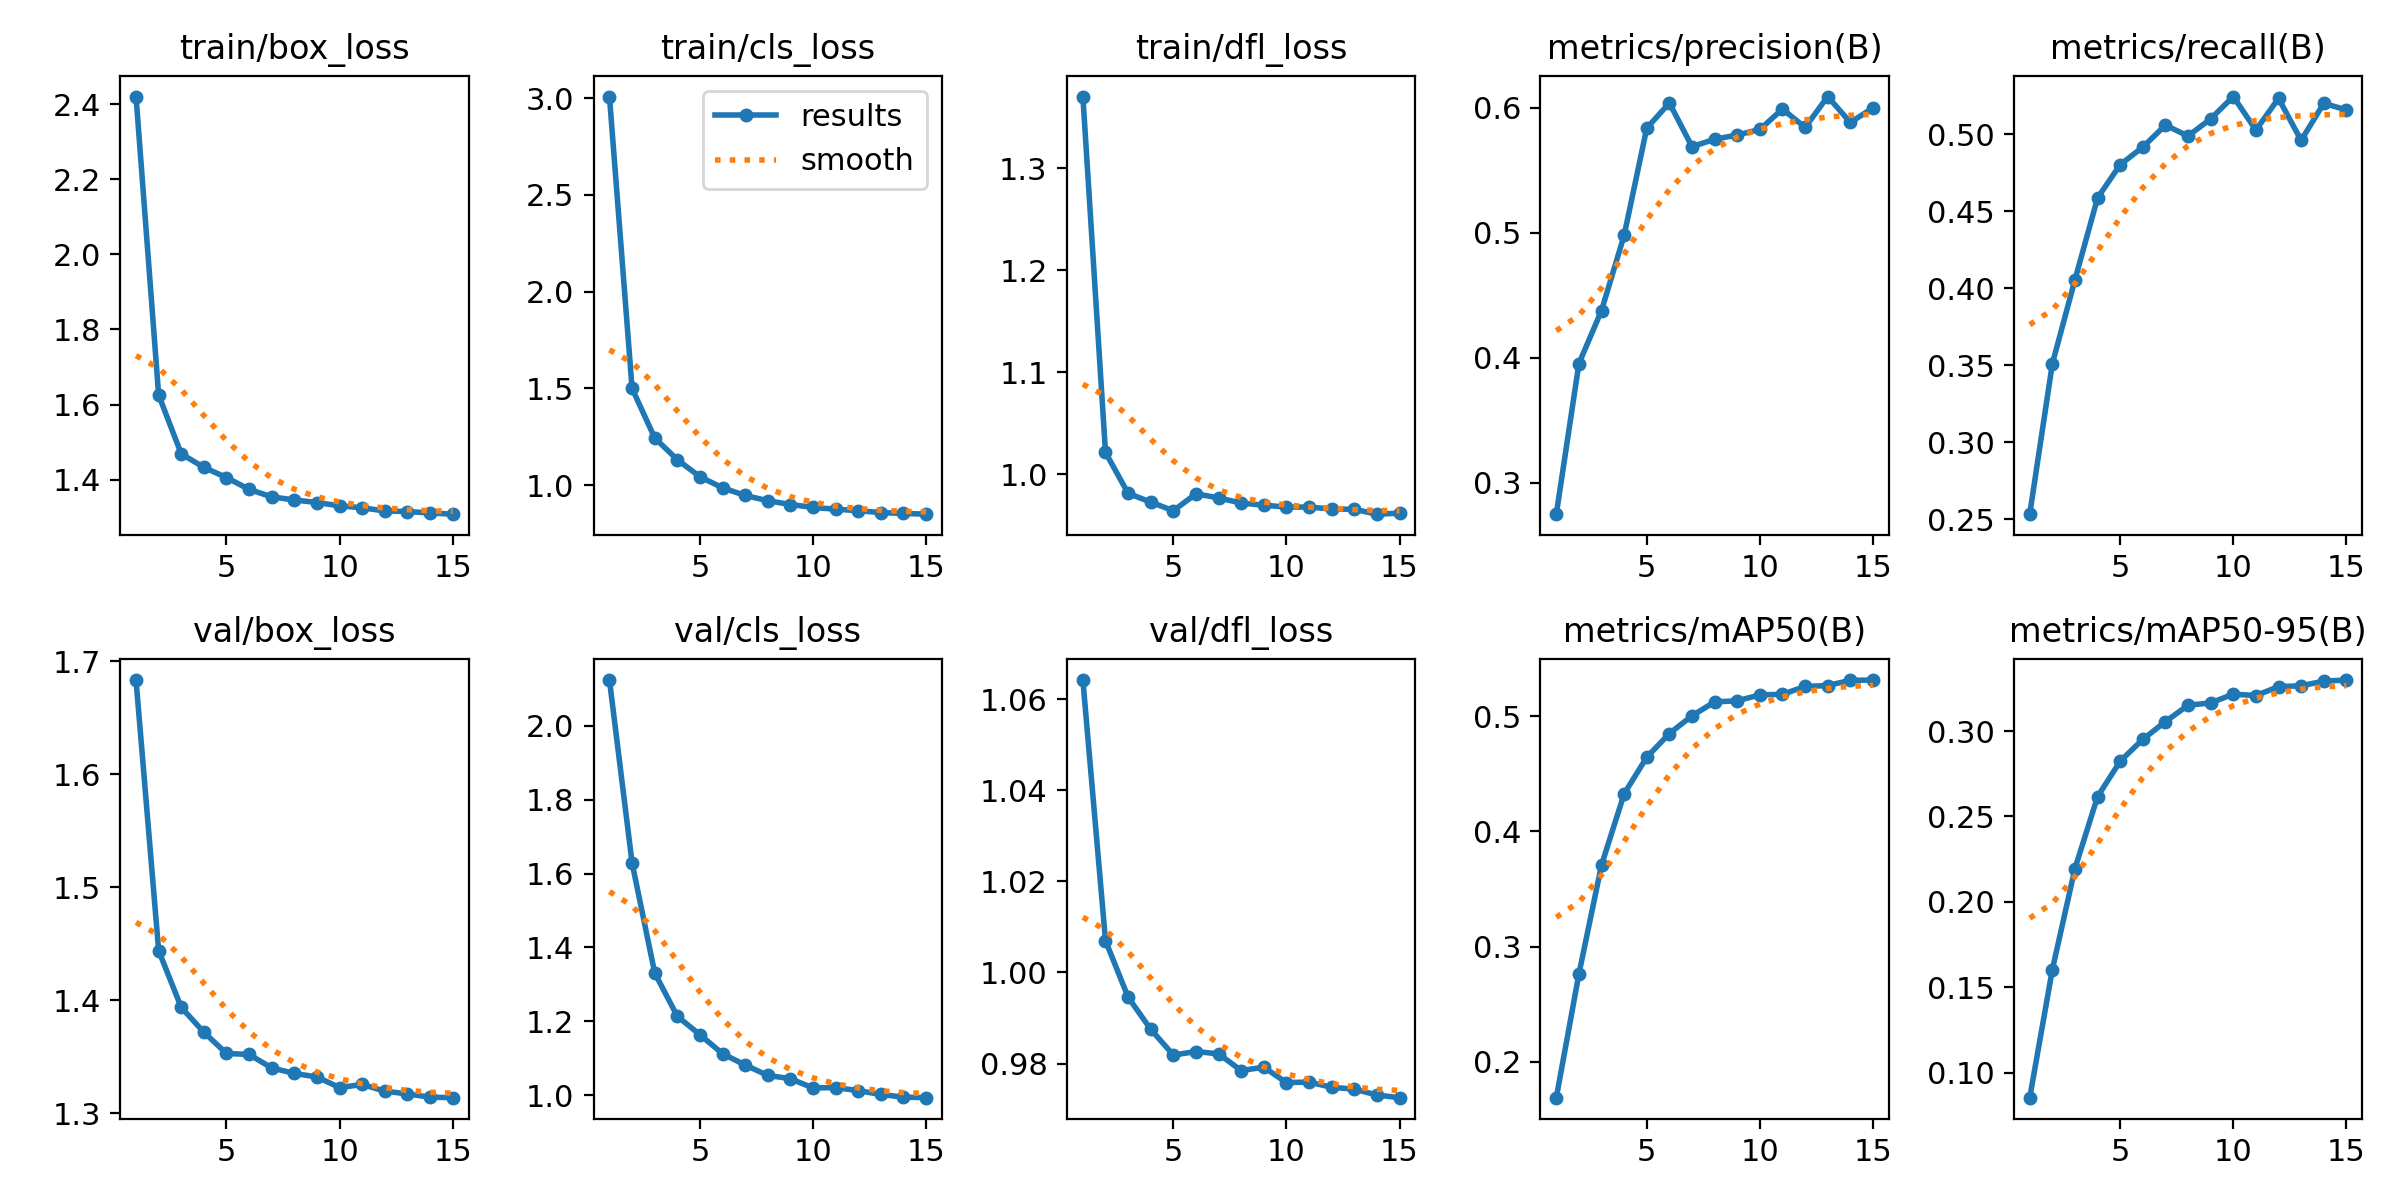 train/box_loss
2.4
2.2
2.0
1.8
1.6
1.4
5 10 15
train/cls_loss
results
smooth
3.0
2.5
2.0
1.5
1.0
5 10 15
train/dfl_loss
1.3
1.2
1.1
1.0
5 10 15
metrics/precision(B)
0.6
0.5
0.4
0.3
5 10 15
metrics/recall(B)
0.50
0.45
0.40
0.35
0.30
0.25
5 10 15
val/box_loss
1.7
1.6
1.5
1.4
1.3
5 10 15
val/cls_loss
2.0
1.8
1.6
1.4
1.2
1.0
5 10 15
val/dfl_loss
1.06
1.04
1.02
1.00
0.98
5 10 15
metrics/mAP50(B)
0.5
0.4
0.3
0.2
5 10 15
metrics/mAP50-95(B)
0.30
0.25
0.20
0.15
0.10
5 10 15